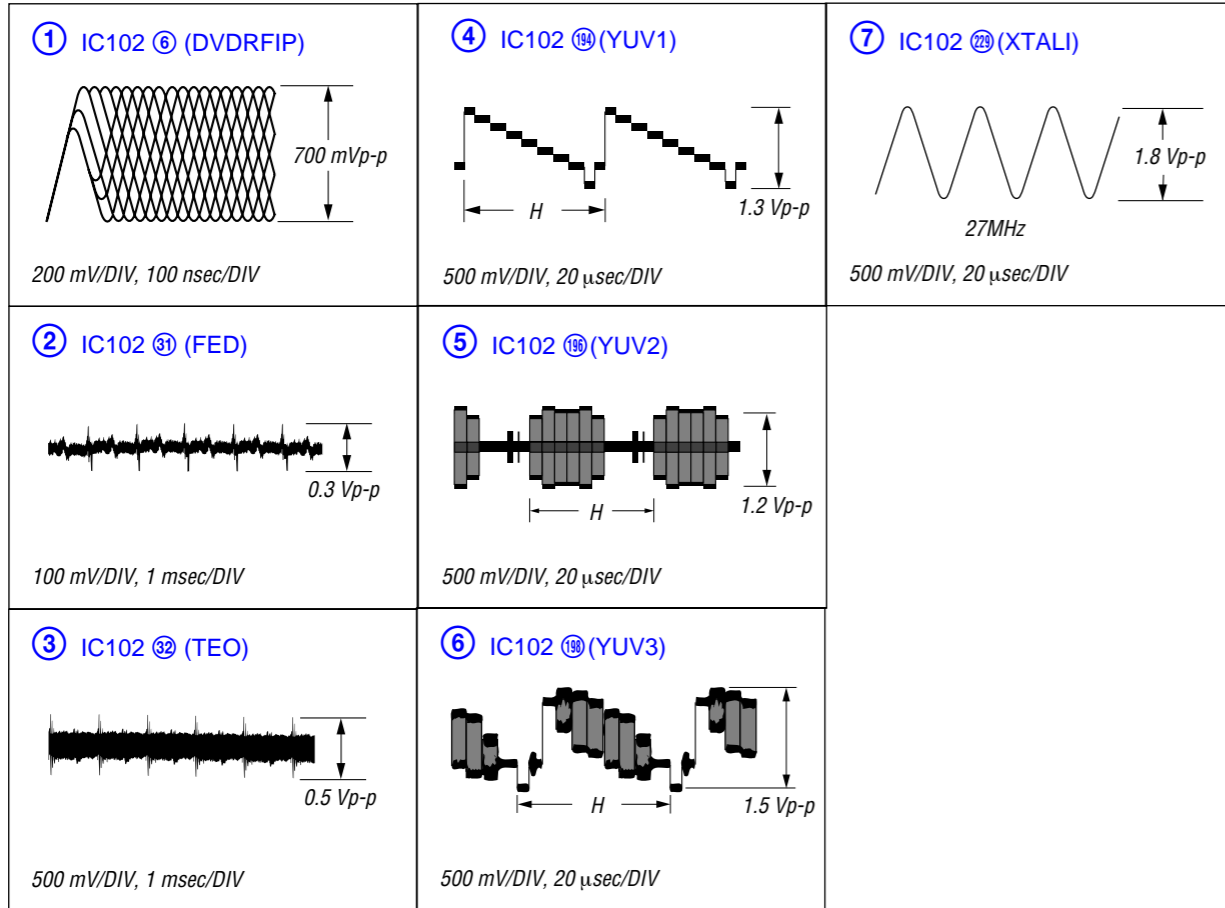 ① IC102 ⑥ (DVDRFIP)
700 mVp-p
200 mV/DIV, 100 nsec/DIV
② IC102 ㉛ (FED)
0.3 Vp-p
100 mV/DIV, 1 msec/DIV
③ IC102 ㉜ (TEO)
0.5 Vp-p
500 mV/DIV, 1 msec/DIV
④ IC102 194 (YUV1)
H
1.3 Vp-p
500 mV/DIV, 20 μsec/DIV
⑤ IC102 196 (YUV2)
H
1.2 Vp-p
500 mV/DIV, 20 μsec/DIV
⑥ IC102 198 (YUV3)
H
1.5 Vp-p
500 mV/DIV, 20 μsec/DIV
⑦ IC102 229 (XTALI)
1.8 Vp-p
27MHz
500 mV/DIV, 20 μsec/DIV